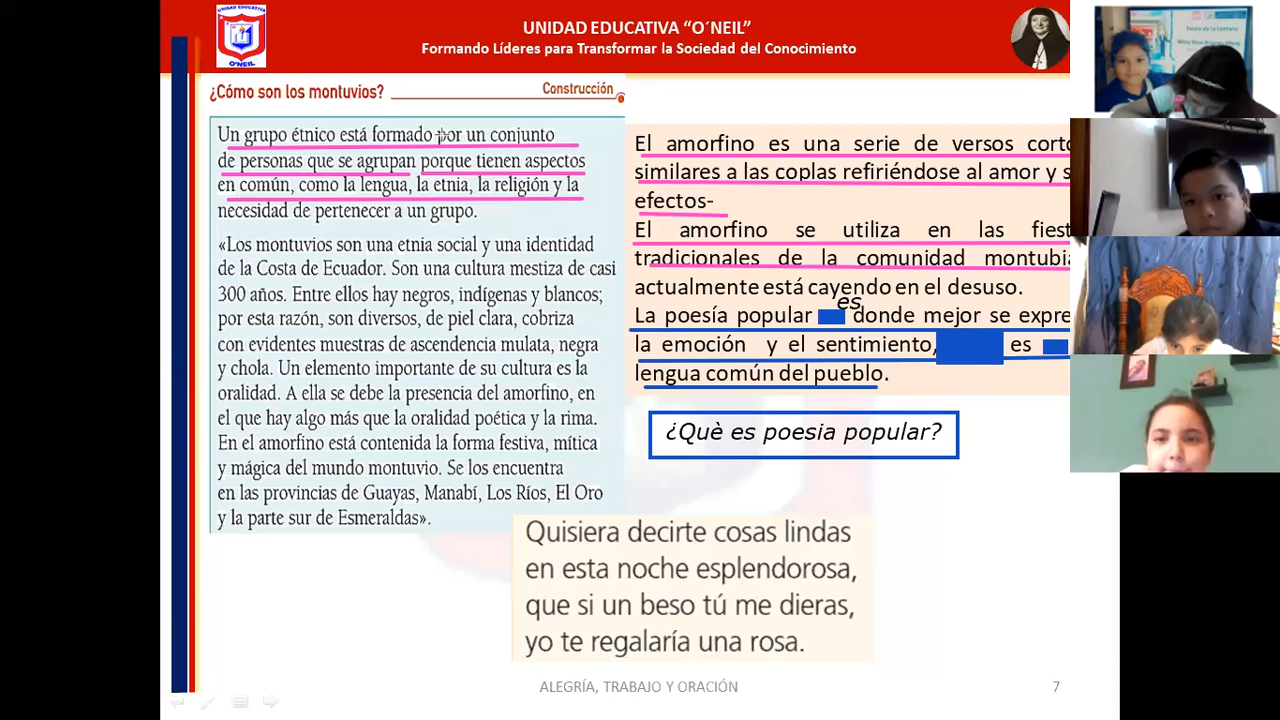 UNIDAD EDUCATIVA
O'NEIL
UNIDAD EDUCATIVA “O´NEIL”
Formando Líderes para Transformar la Sociedad del Conocimiento
¿Cómo son los montuvios?
Construcción
Un grupo étnico está formado por un conjunto
de personas que se agrupan porque tienen aspectos
en común, como la lengua, la etnia, la religión y la
necesidad de pertenecer a un grupo.
«Los montuvios son una etnia social y una identidad
de la Costa de Ecuador. Son una cultura mestiza de casi
300 años. Entre ellos hay negros, indígenas y blancos;
por esta razón, son diversos, de piel clara, cobriza
con evidentes muestras de ascendencia mulata, negra
y chola. Un elemento importante de su cultura es la
oralidad. A ella se debe la presencia del amorfino, en
el que hay algo más que la oralidad poética y la rima.
En el amorfino está contenida la forma festiva, mítica
y mágica del mundo montuvio. Se los encuentra
en las provincias de Guayas, Manabí, Los Ríos, El Oro
y la parte sur de Esmeraldas».
El amorfino es una serie de versos corto
similares a las coplas refiriéndose al amor y s
efectos-
El amorfino se utiliza en las fiest
tradicionales de la comunidad montubia
actualmente está cayendo en el desuso.
es
La poesía popular donde mejor se expre
la emoción y el sentimiento, es
lengua común del pueblo.
¿Què es poesia popular?
Quisiera decirte cosas lindas
en esta noche esplendorosa,
que si un beso tú me dieras,
yo te regalaría una rosa.
ALEGRÍA, TRABAJO Y ORACIÓN
7